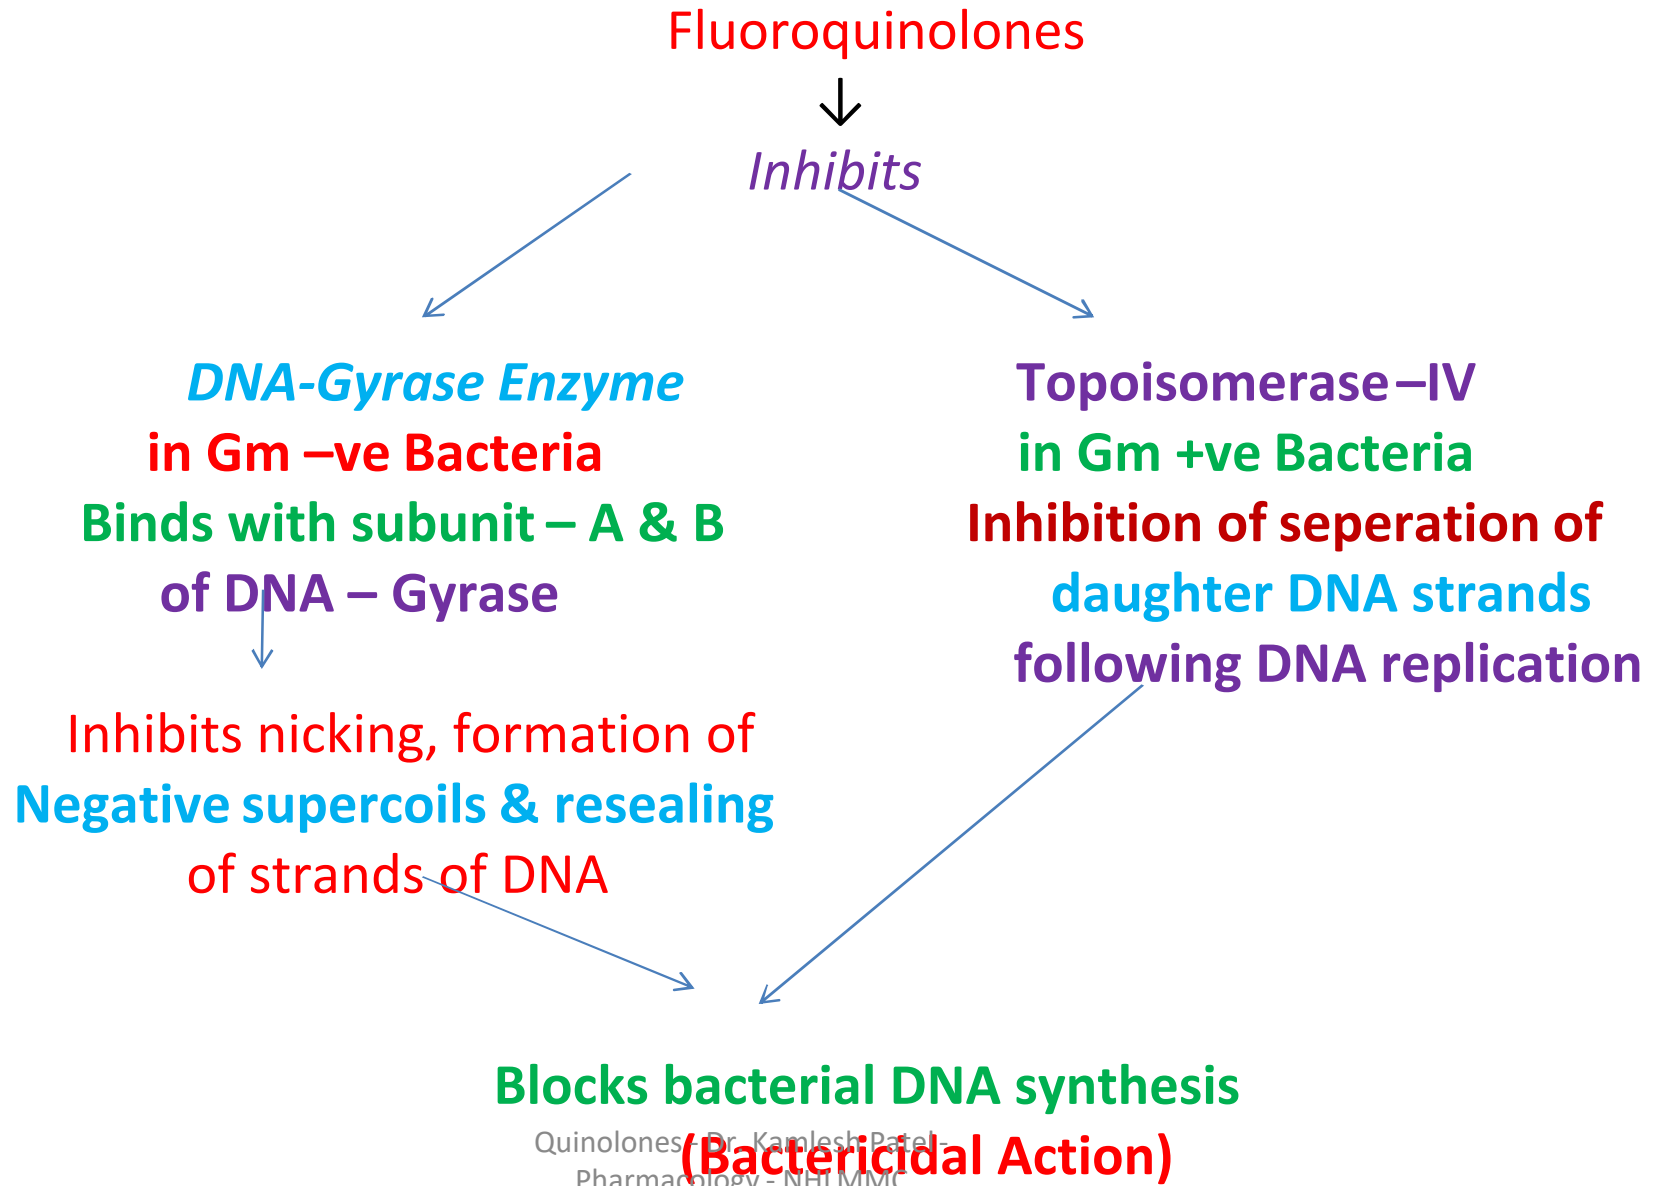 Fluoroquinolones
Inhibits
DNA-Gyrase Enzyme
in Gm –ve Bacteria
Binds with subunit – A & B
of DNA – Gyrase
Inhibits nicking, formation of
Negative supercoils & resealing
of strands of DNA
Topoisomerase –IV
in Gm +ve Bacteria
Inhibition of seperation of
daughter DNA strands
following DNA replication
Blocks bacterial DNA synthesis
(Bactericidal Action)
Quinolones - Dr. Kamlesh Patel -
Pharmacology - NHLMMC